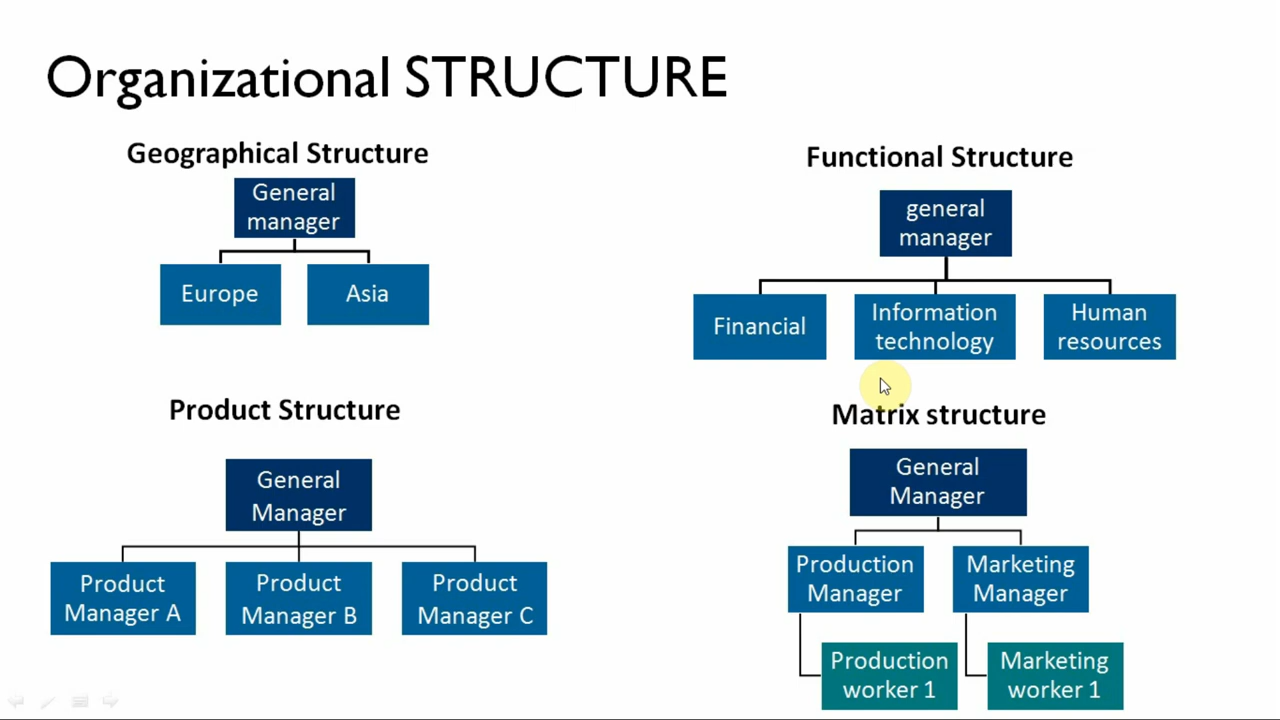 Organizational STRUCTURE
Geographical Structure
General
manager
Europe
Asia
Functional Structure
general
manager
Financial
Information
technology
Human
resources
Product Structure
General
Manager
Product
Manager A
Product
Manager B
Product
Manager C
Matrix structure
General
Manager
Production
Manager
Marketing
Manager
Production
worker 1
Marketing
worker 1